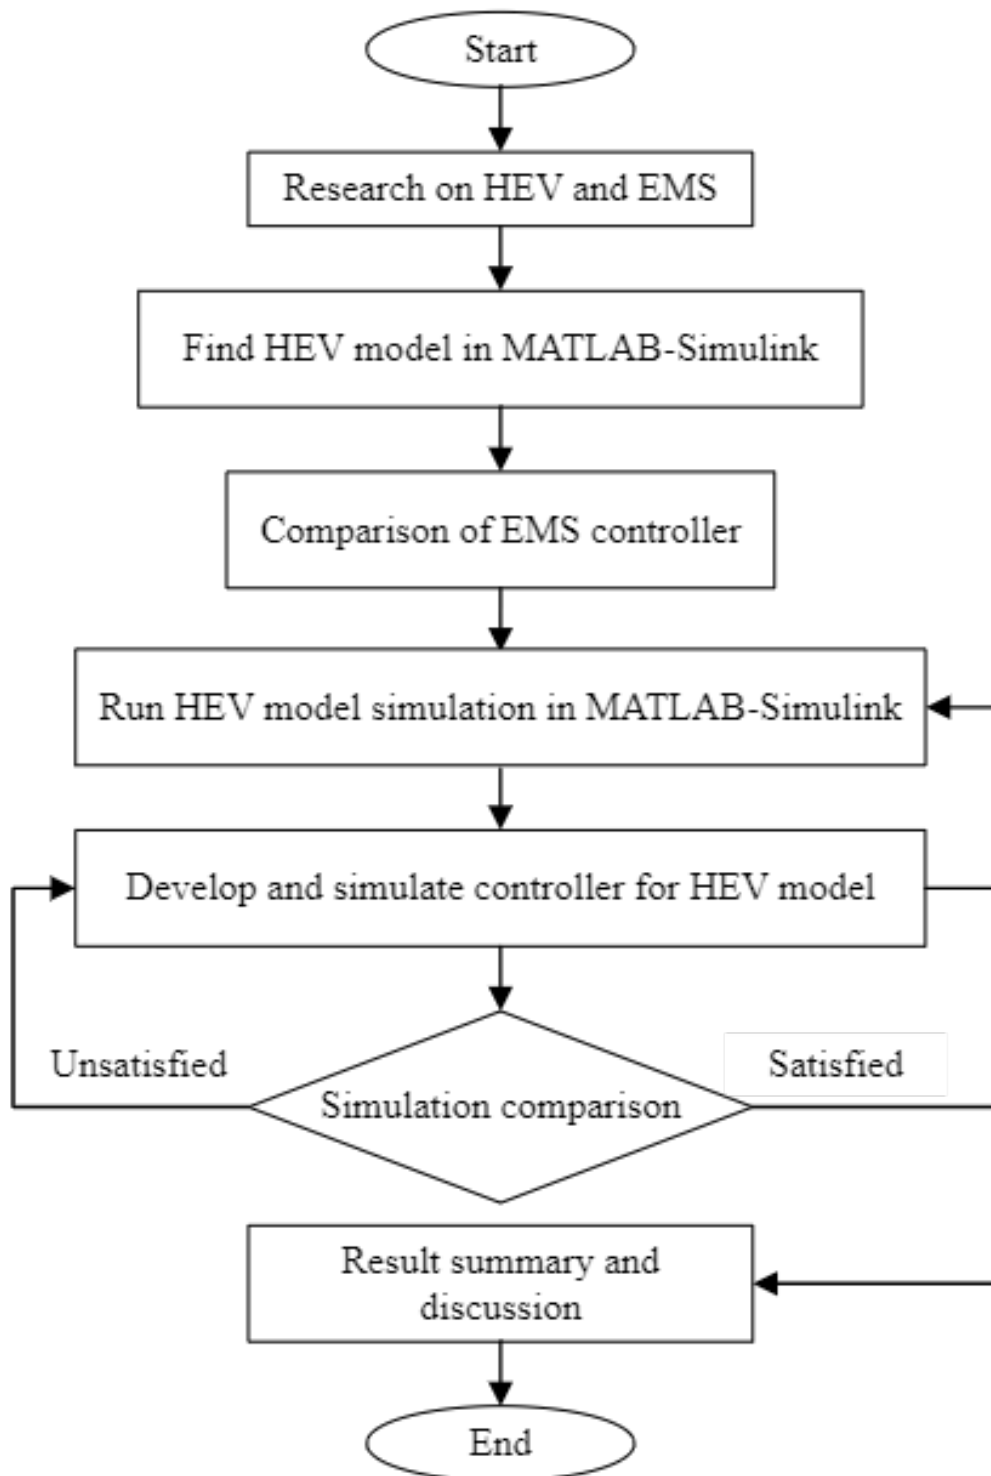 Start
Research on HEV and EMS
Find HEV model in MATLAB-Simulink
Comparison of EMS controller
Run HEV model simulation in MATLAB-Simulink
Develop and simulate controller for HEV model
Unsatisfied
Satisfied
Simulation comparison
Result summary and
discussion
End